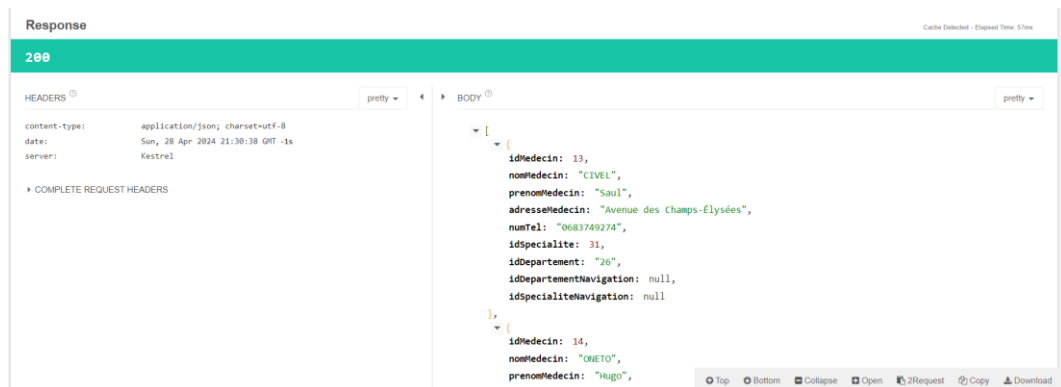 Response
Cache Detected - Elapsed Time: 57ms
200
HEADERS
pretty
BODY
pretty
content-type: application/json; charset=utf-8
date: Sun, 28 Apr 2024 21:30:38 GMT -1s
server: Kestrel
COMPLETE REQUEST HEADERS
[
{
idMedecin: 13,
nomMedecin: "CIVEL",
prenomMedecin: "Saul",
adresseMedecin: "Avenue des Champs-Élysées",
numTel: "0683749274",
idSpecialite: 31,
idDepartement: "26",
idDepartementNavigation: null,
idSpecialiteNavigation: null
},
{
idMedecin: 14,
nomMedecin: "ONETO",
prenomMedecin: "Hugo",
Top Bottom Collapse Open 2Request Copy Download